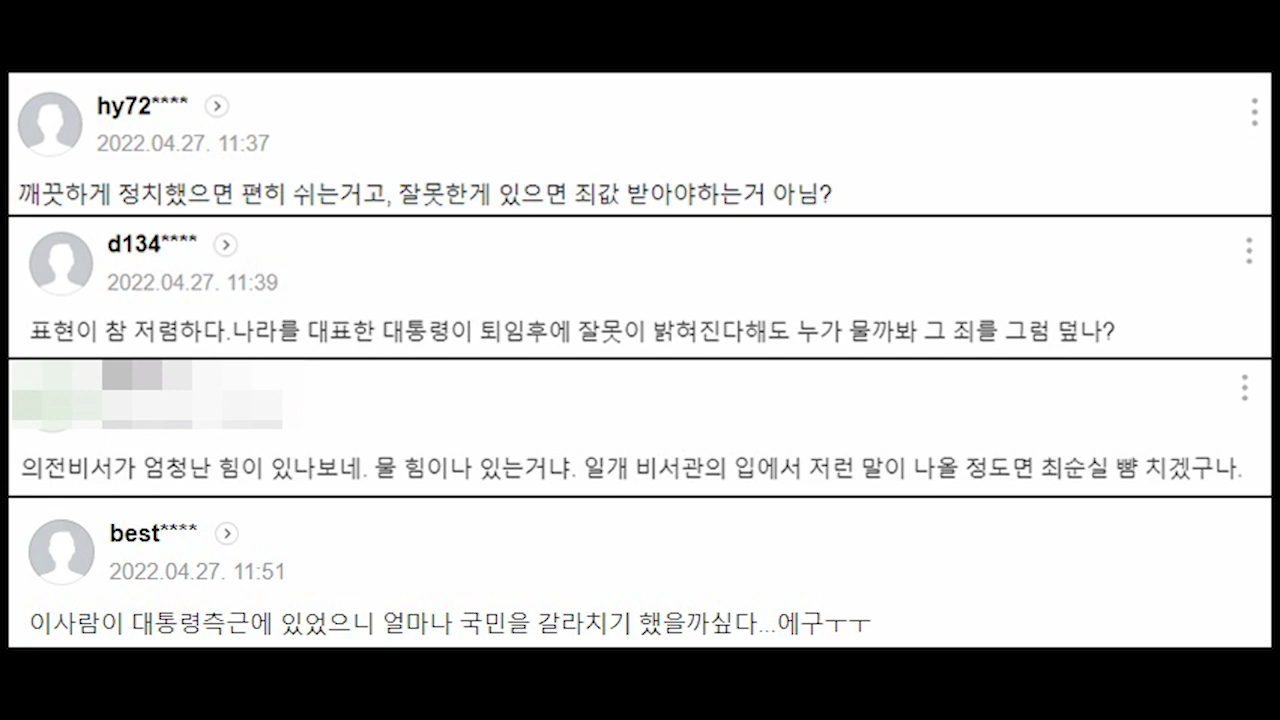 hy72****
2022.04.27. 11:37
깨끗하게 정치했으면 편히 쉬는거고, 잘못한게 있으면 죄값 받아야하는거 아님?
d134****
2022.04.27. 11:39
표현이 참 저렴하다.나라를 대표한 대통령이 퇴임후에 잘못이 밝혀진다해도 누가 물까봐 그 죄를 그럼 덮나?
의전비서가 엄청난 힘이 있나보네. 물 힘이나 있는거냐. 일개 비서관의 입에서 저런 말이 나올 정도면 최순실 뺨 치겠구나.
best****
2022.04.27. 11:51
이사람이 대통령측근에 있었으니 얼마나 국민을 갈라치기 했을까싶다...에구ㅜㅜ